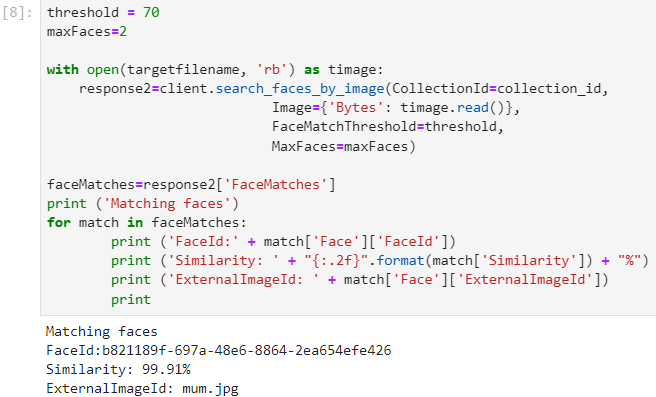 [8]: threshold = 70
maxFaces=2
with open(targetfilename, 'rb') as timage:
    response2=client.search_faces_by_image(CollectionId=collection_id,
                            Image={'Bytes': timage.read()},
                            FaceMatchThreshold=threshold,
                            MaxFaces=maxFaces)
faceMatches=response2['FaceMatches']
print ('Matching faces')
for match in faceMatches:
        print ('FaceId:' + match['Face']['FaceId'])
        print ('Similarity: ' + "{:.2f}".format(match['Similarity']) + "%")
        print ('ExternalImageId: ' + match['Face']['ExternalImageId'])
        print
Matching faces
FaceId:b821189f-697a-48e6-8864-2ea654efe426
Similarity: 99.91%
ExternalImageId: mum.jpg